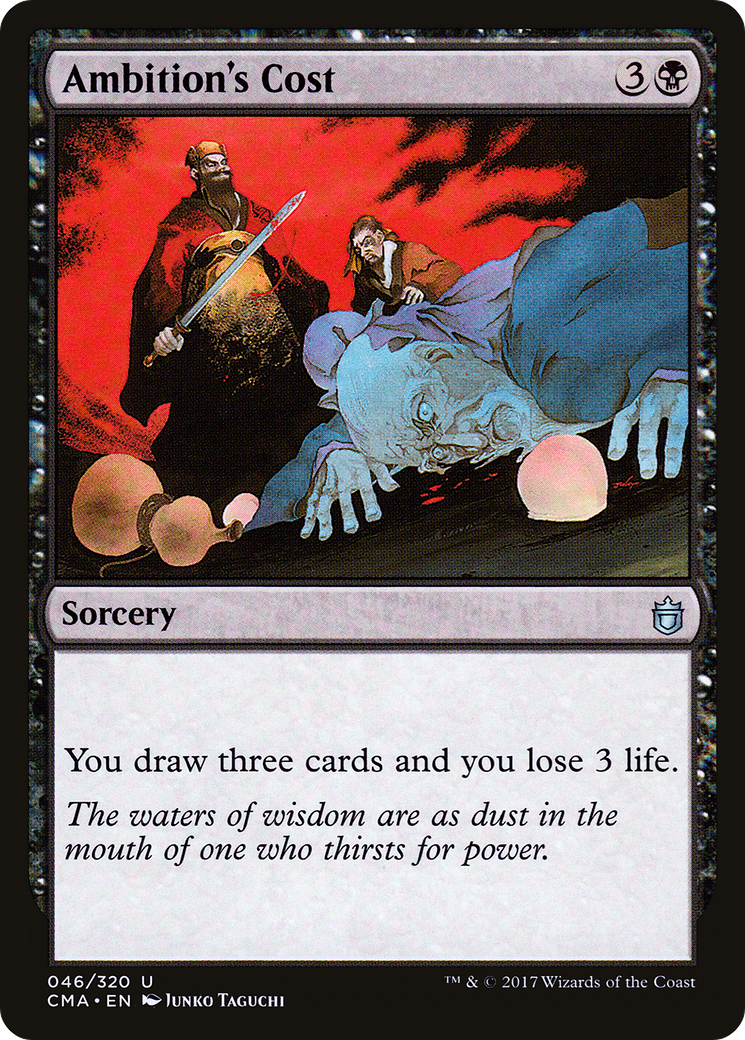 Ambition's Cost 3
Sorcery
You draw three cards and you lose 3 life.
The waters of wisdom are as dust in the
mouth of one who thirsts for power.
046/320 U
™ & © 2017 Wizards of the Coast
CMA • EN Junko Taguchi